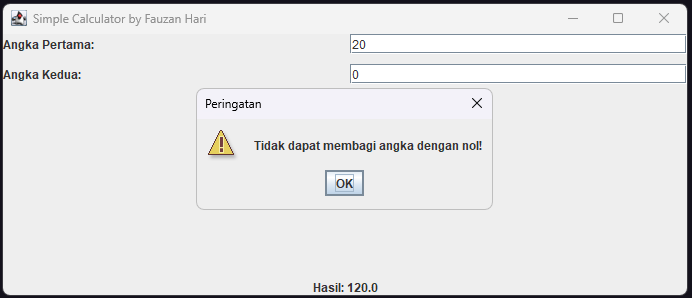 Simple Calculator by Fauzan Hari
Angka Pertama:
20
Angka Kedua:
0
Peringatan
Tidak dapat membagi angka dengan nol!
OK
Hasil: 120.0